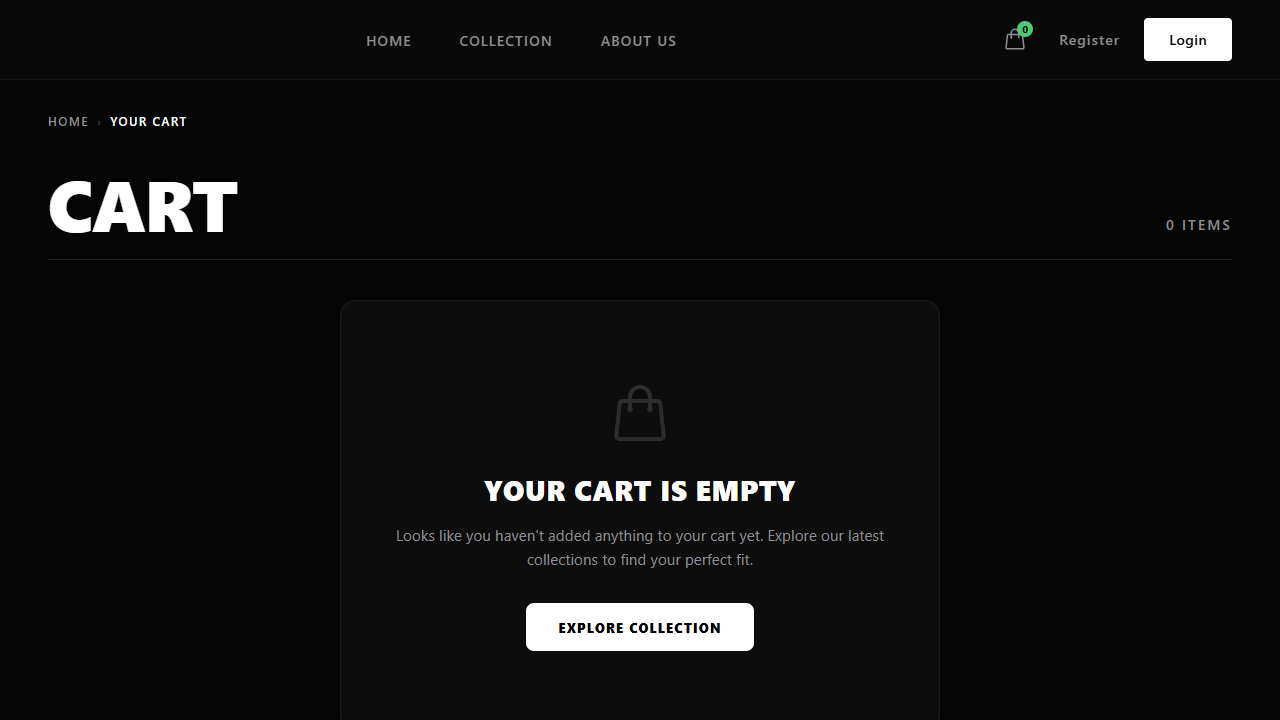 HOME COLLECTION ABOUT US 0 Register Login
HOME › YOUR CART
CART
0 ITEMS
YOUR CART IS EMPTY
Looks like you haven't added anything to your cart yet. Explore our latest
collections to find your perfect fit.
EXPLORE COLLECTION